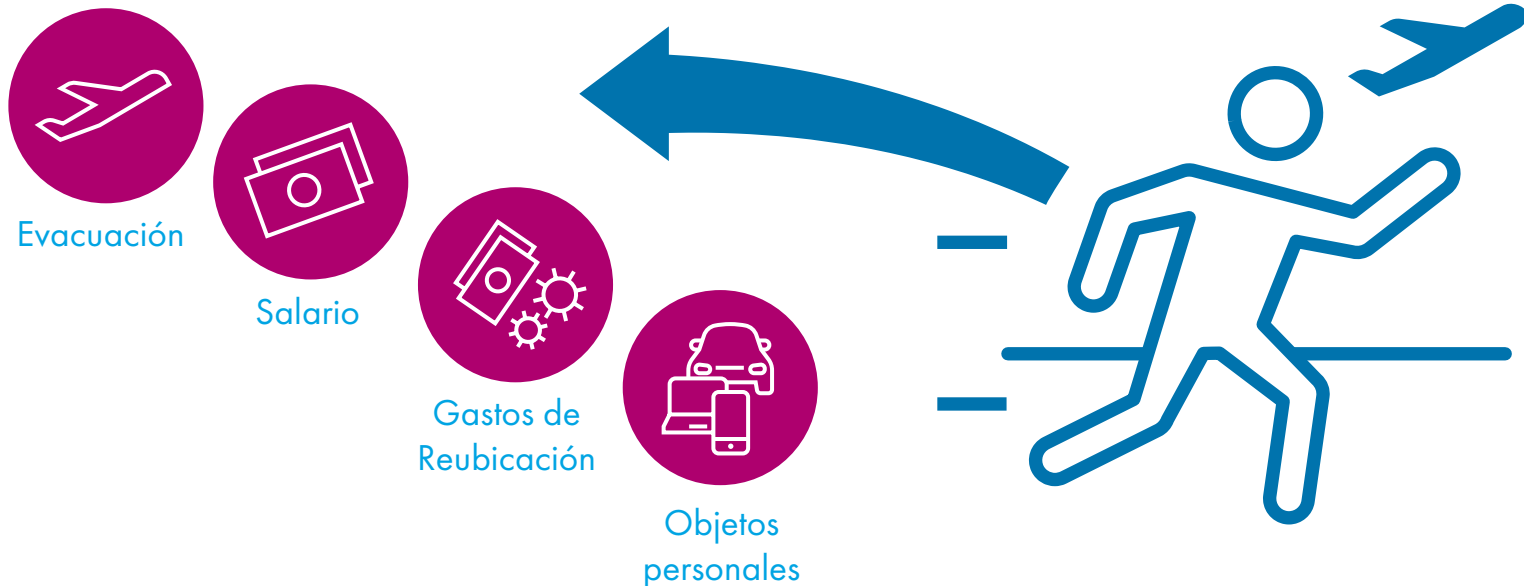 Evacuación
Salario
Gastos de
Reubicación
Objetos
personales